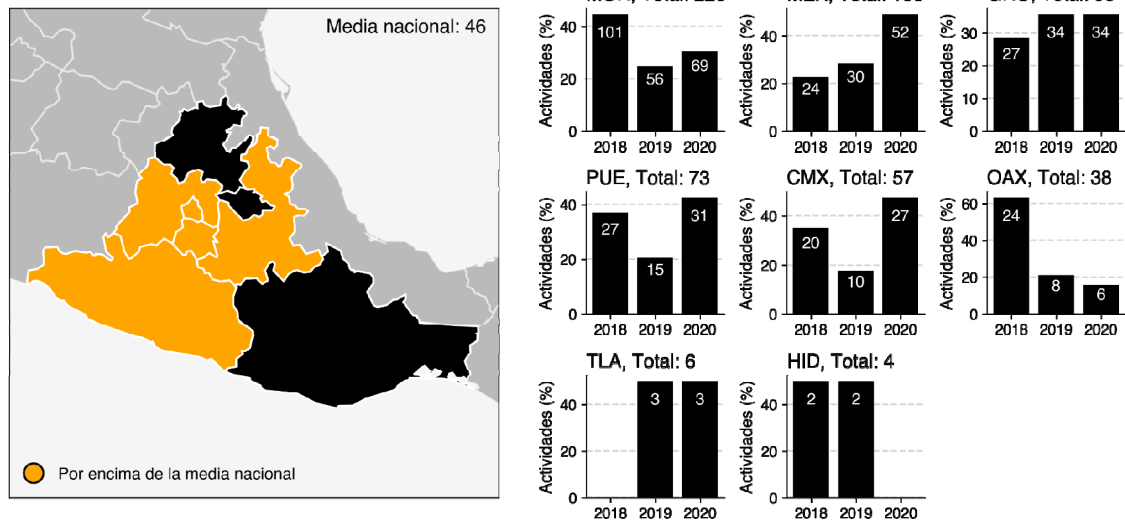 Media nacional: 46
Por encima de la media nacional
Total:
Actividades (%)
40
20
0
101
56
69
2018 2019 2020
Total:
Actividades (%)
40
20
0
24
30
52
2018 2019 2020
Total:
Actividades (%)
30
20
10
0
27
34
34
2018 2019 2020
PUE, Total: 73
Actividades (%)
40
20
0
27
15
31
2018 2019 2020
CMX, Total: 57
Actividades (%)
40
20
0
20
10
27
2018 2019 2020
OAX, Total: 38
Actividades (%)
60
40
20
0
24
8
6
2018 2019 2020
TLA, Total: 6
Actividades (%)
40
20
0
3
3
2018 2019 2020
HID, Total: 4
Actividades (%)
40
20
0
2
2
2018 2019 2020